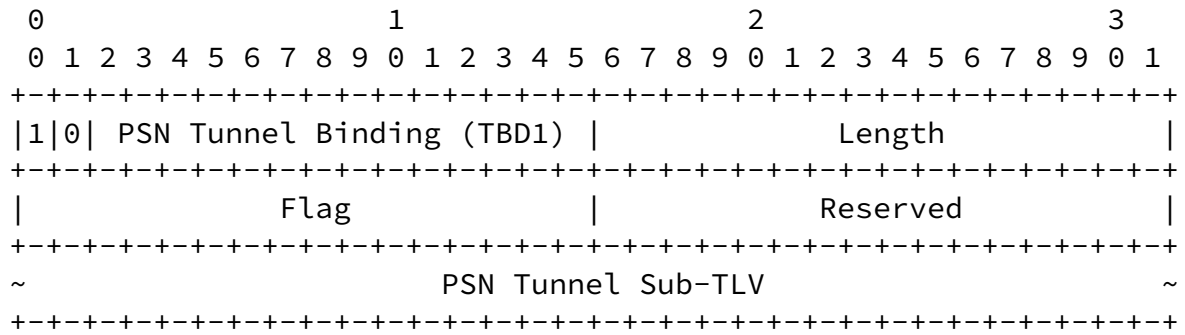 0                   1                   2                   3
 0 1 2 3 4 5 6 7 8 9 0 1 2 3 4 5 6 7 8 9 0 1 2 3 4 5 6 7 8 9 0 1
+-+-+-+-+-+-+-+-+-+-+-+-+-+-+-+-+-+-+-+-+-+-+-+-+-+-+-+-+-+-+-+-+
|1|0| PSN Tunnel Binding (TBD1) |             Length            |
+-+-+-+-+-+-+-+-+-+-+-+-+-+-+-+-+-+-+-+-+-+-+-+-+-+-+-+-+-+-+-+-+
|              Flag             |            Reserved           |
+-+-+-+-+-+-+-+-+-+-+-+-+-+-+-+-+-+-+-+-+-+-+-+-+-+-+-+-+-+-+-+-+
~                       PSN Tunnel Sub-TLV                      ~
+-+-+-+-+-+-+-+-+-+-+-+-+-+-+-+-+-+-+-+-+-+-+-+-+-+-+-+-+-+-+-+-+